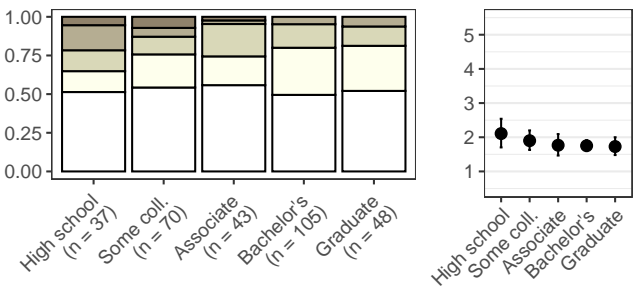 1.00
0.75
0.50
0.25
0.00
High school
(n = 37)
Some coll.
(n = 70)
Associate
(n = 43)
Bachelor's
(n = 105)
Graduate
(n = 48)
5
4
3
2
1
High school
Some coll.
Associate
Bachelor's
Graduate